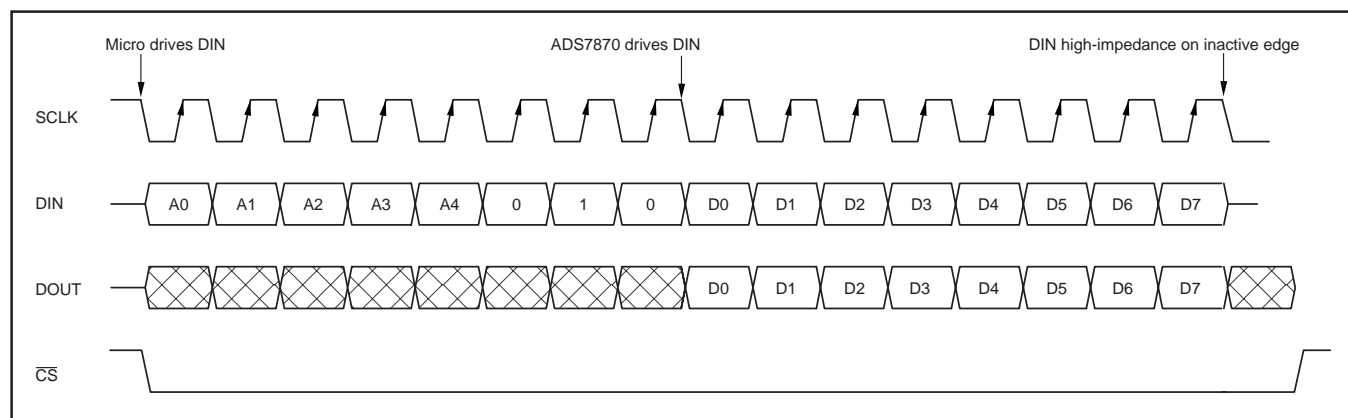 Micro drives DIN ADS7870 drives DIN DIN high-impedance on inactive edge
SCLK
DIN A0 A1 A2 A3 A4 0 1 0 D0 D1 D2 D3 D4 D5 D6 D7
DOUT D0 D1 D2 D3 D4 D5 D6 D7
C̅S̅